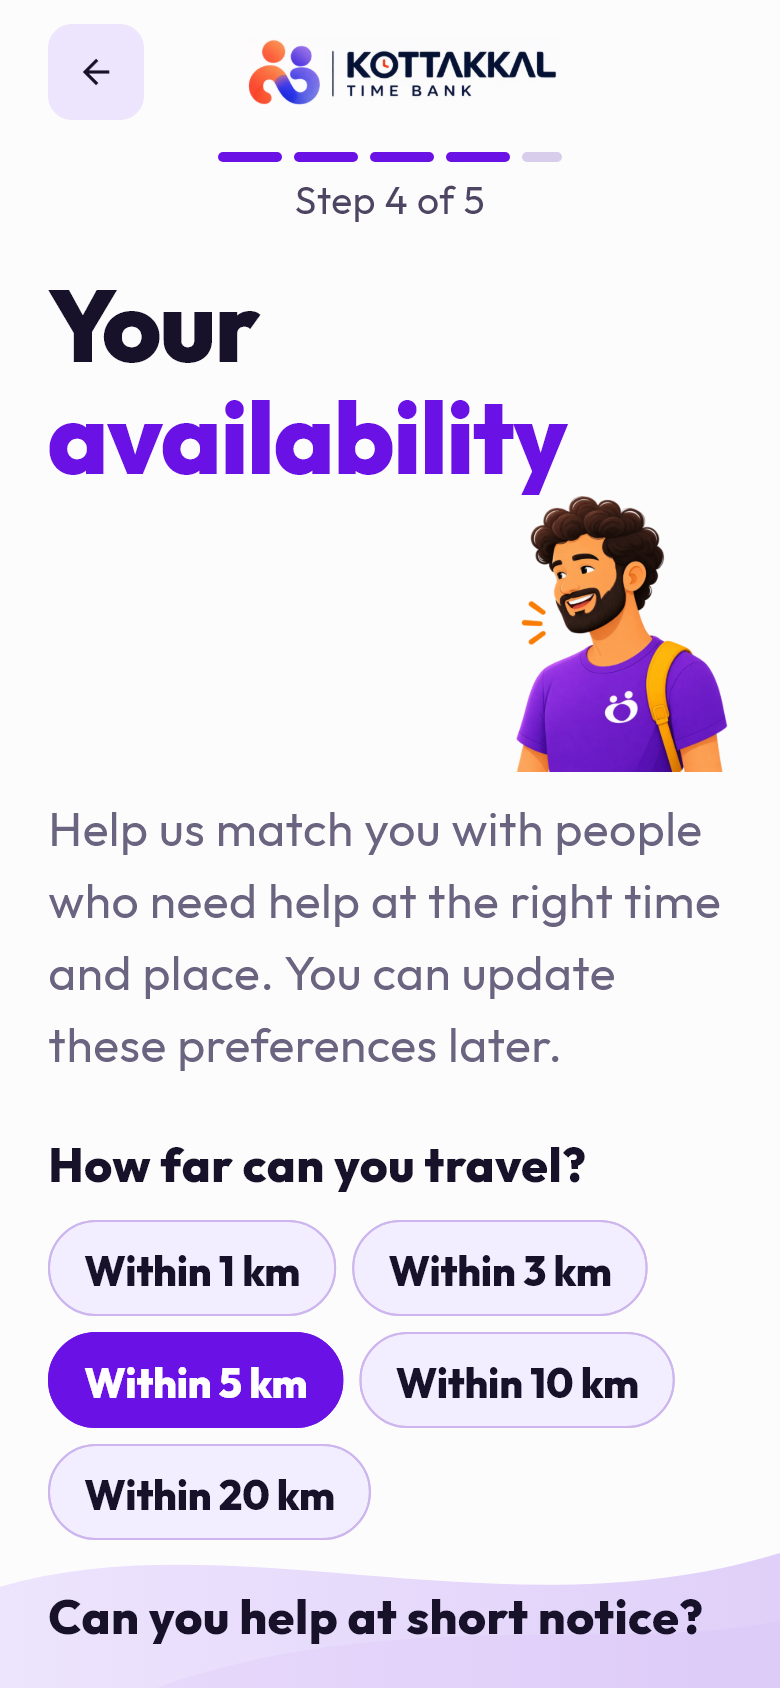 KOTTAKKAL
TIME BANK
Step 4 of 5
Your
availability
Help us match you with people
who need help at the right time
and place. You can update
these preferences later.
How far can you travel?
Within 1 km
Within 3 km
Within 5 km
Within 10 km
Within 20 km
Can you help at short notice?